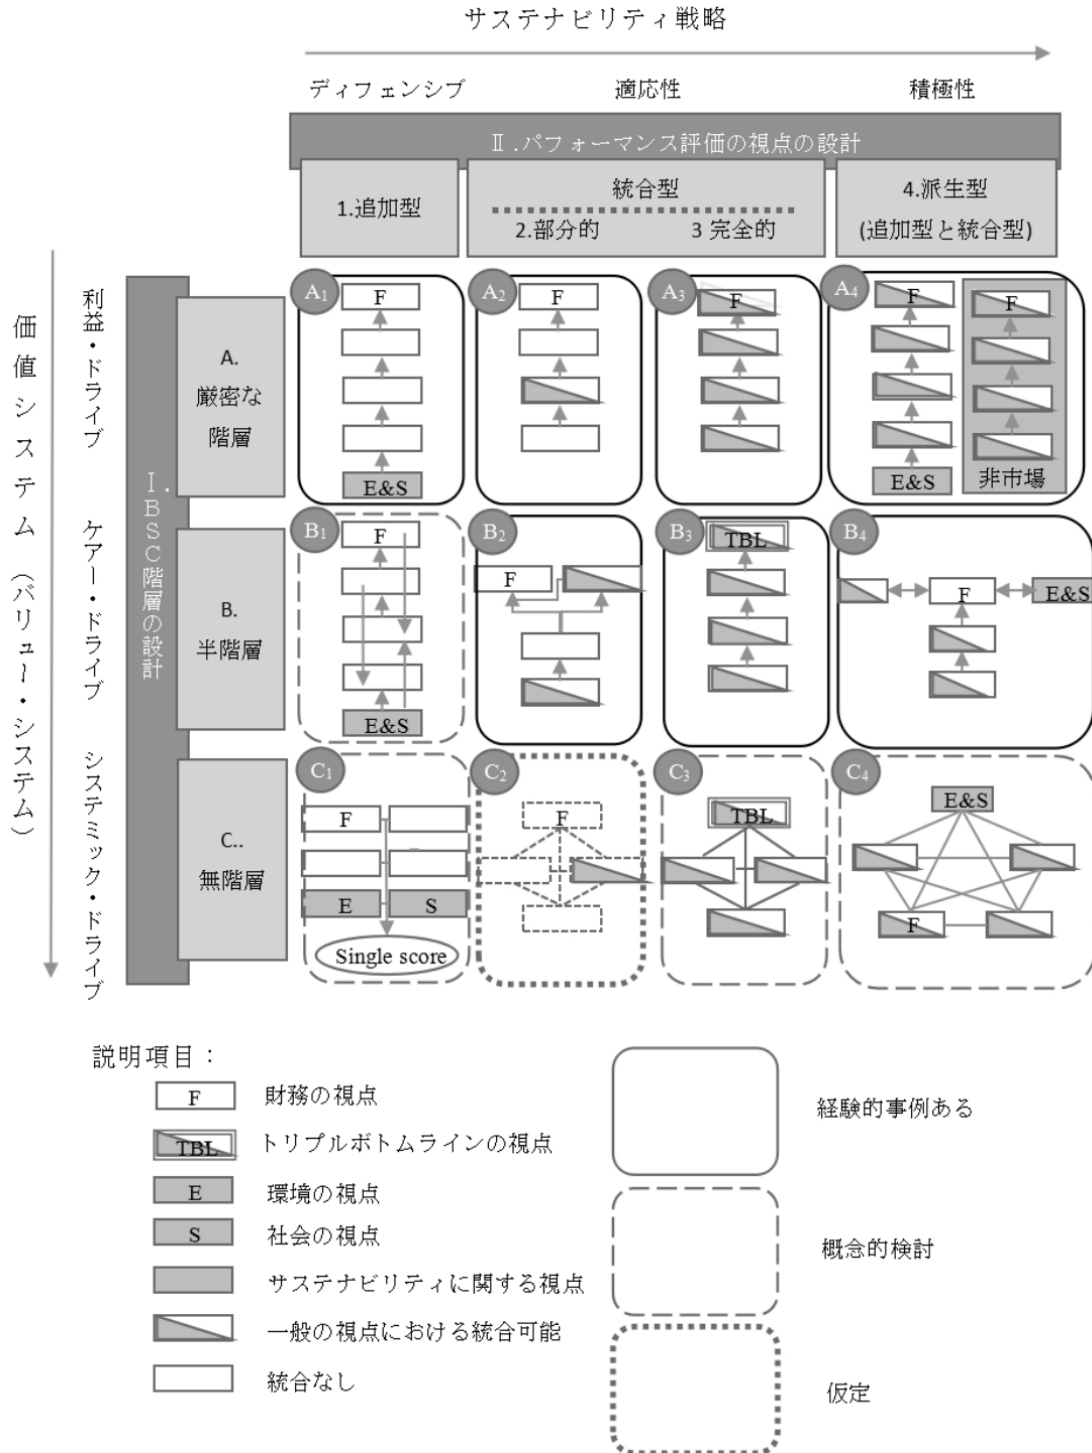 サステナビリティ戦略
ディフェンシブ
適応性
積極性
Ⅱ.パフォーマンス評価の視点の設計
1.追加型
統合型
2.部分的
3 完全的
4.派生型
(追加型と統合型)
価値システム（バリュー・システム）
利益・ドライブ
ケアー・ドライブ
システミック・ドライブ
Ⅰ.BSC階層の設計
A.
厳密な
階層
A1
F
E&S
A2
F
A3
F
A4
F
E&S
F
非市場
B.
半階層
B1
F
E&S
B2
F
B3
TBL
B4
F
E&S
C..
無階層
C1
F
E
S
Single score
C2
F
C3
TBL
C4
E&S
F
説明項目：
F
財務の視点
TBL
トリプルボトムラインの視点
E
環境の視点
S
社会の視点
サステナビリティに関する視点
一般の視点における統合可能
統合なし
経験的事例ある
概念的検討
仮定